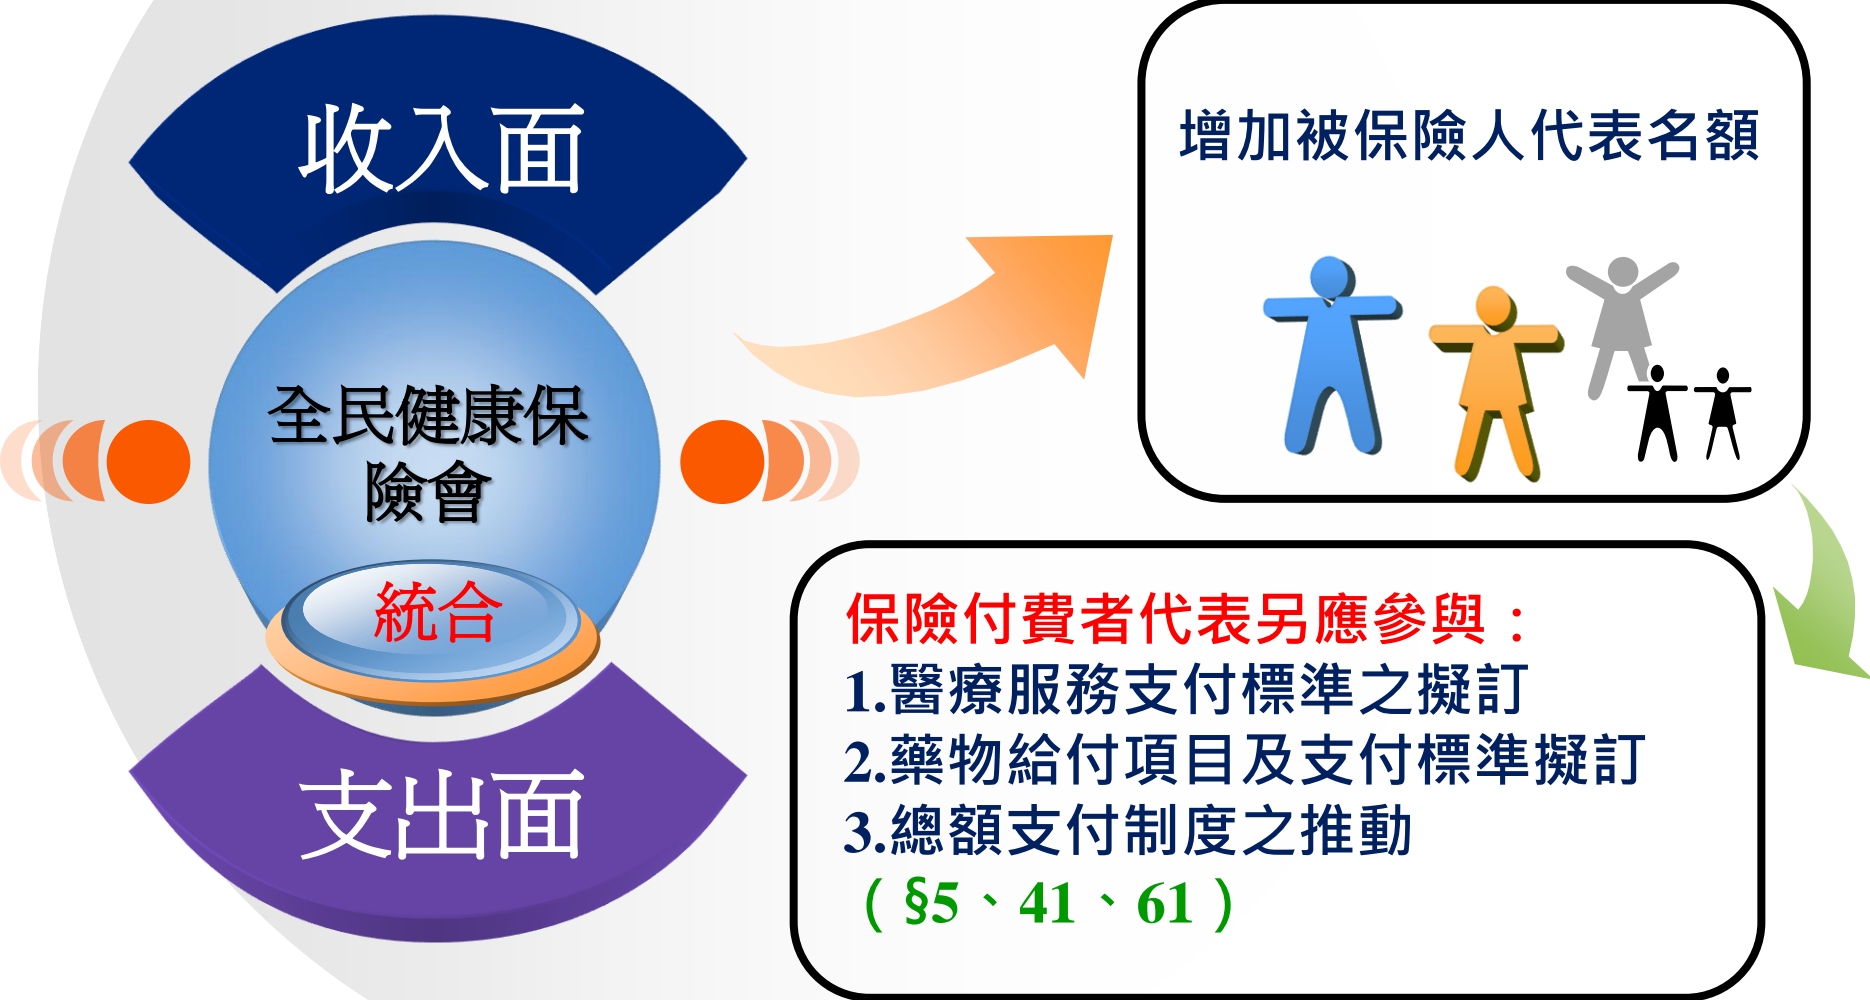 收入面
全民健康保
險會
統合
支出面
增加被保險人代表名額
保險付費者代表另應參與：
1.醫療服務支付標準之擬訂
2.藥物給付項目及支付標準擬訂
3.總額支付制度之推動
（§5、41、61）